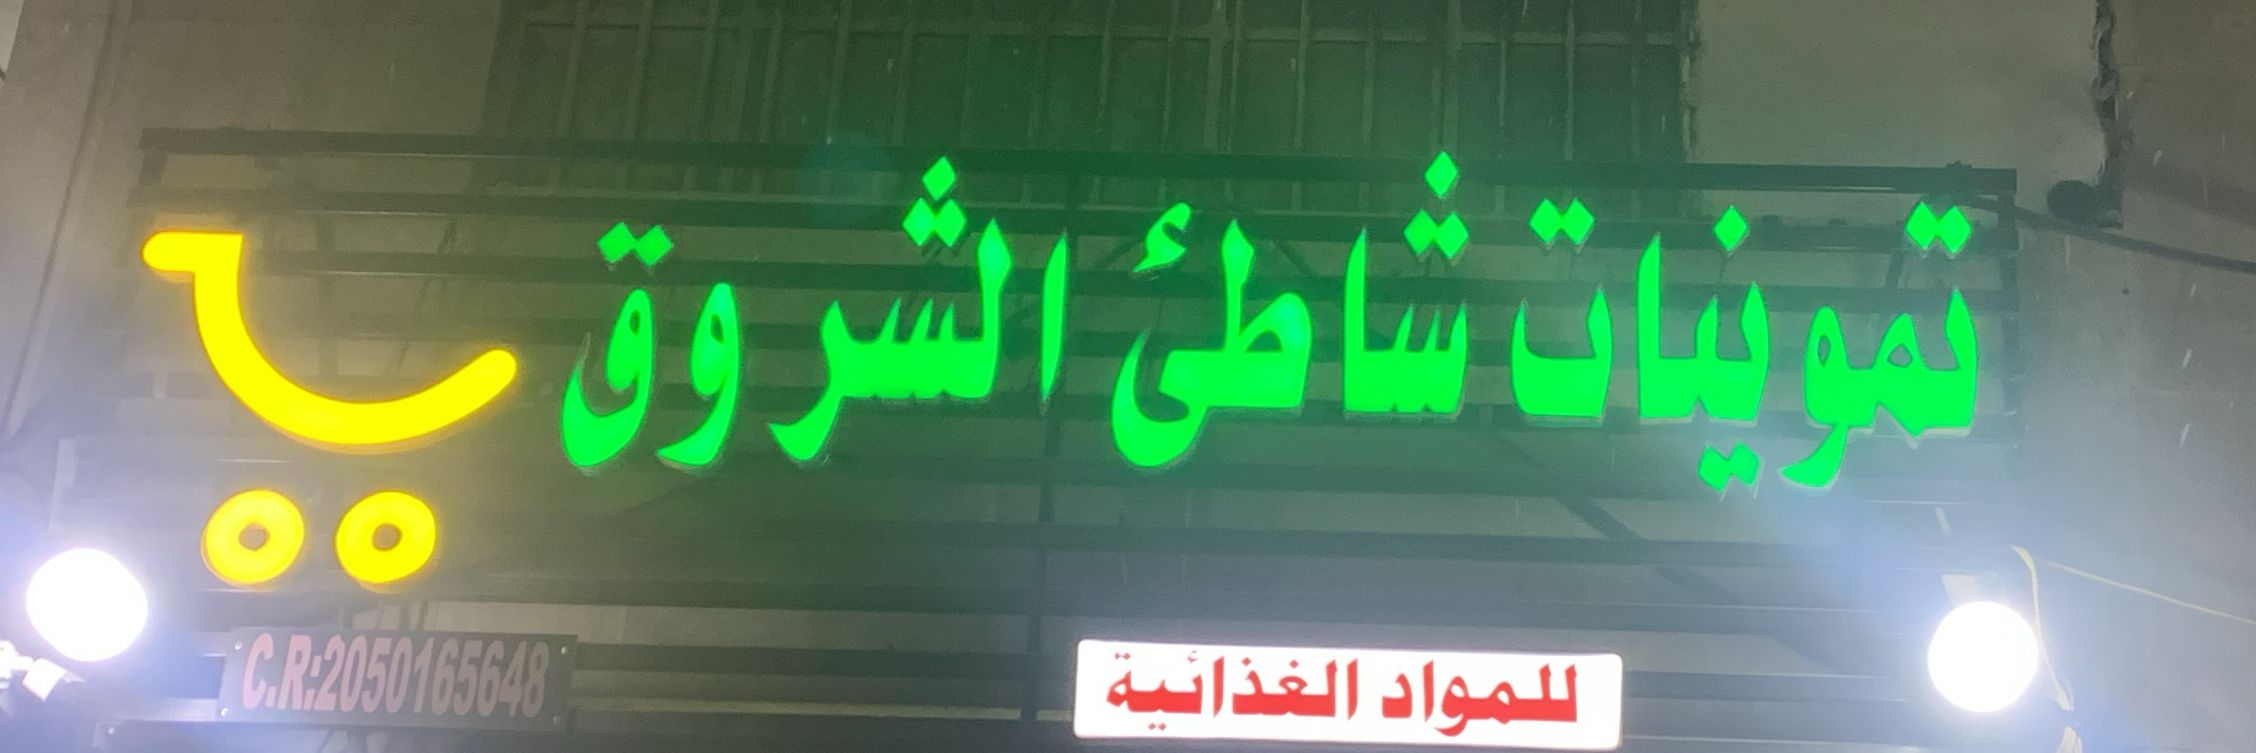 تموينات شاطئ الشروق
للمواد الغذائية
C.R:2050165648